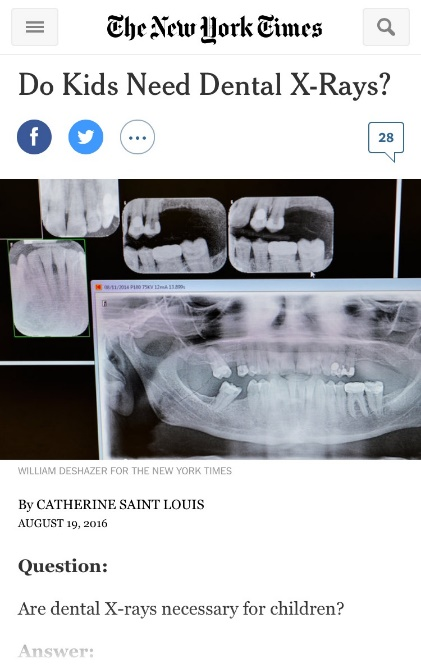 The New York Times
Do Kids Need Dental X-Rays?
f
28
WILLIAM DESHAZER FOR THE NEW YORK TIMES
By CATHERINE SAINT LOUIS
AUGUST 19, 2016
Question:
Are dental X-rays necessary for children?
Answer: